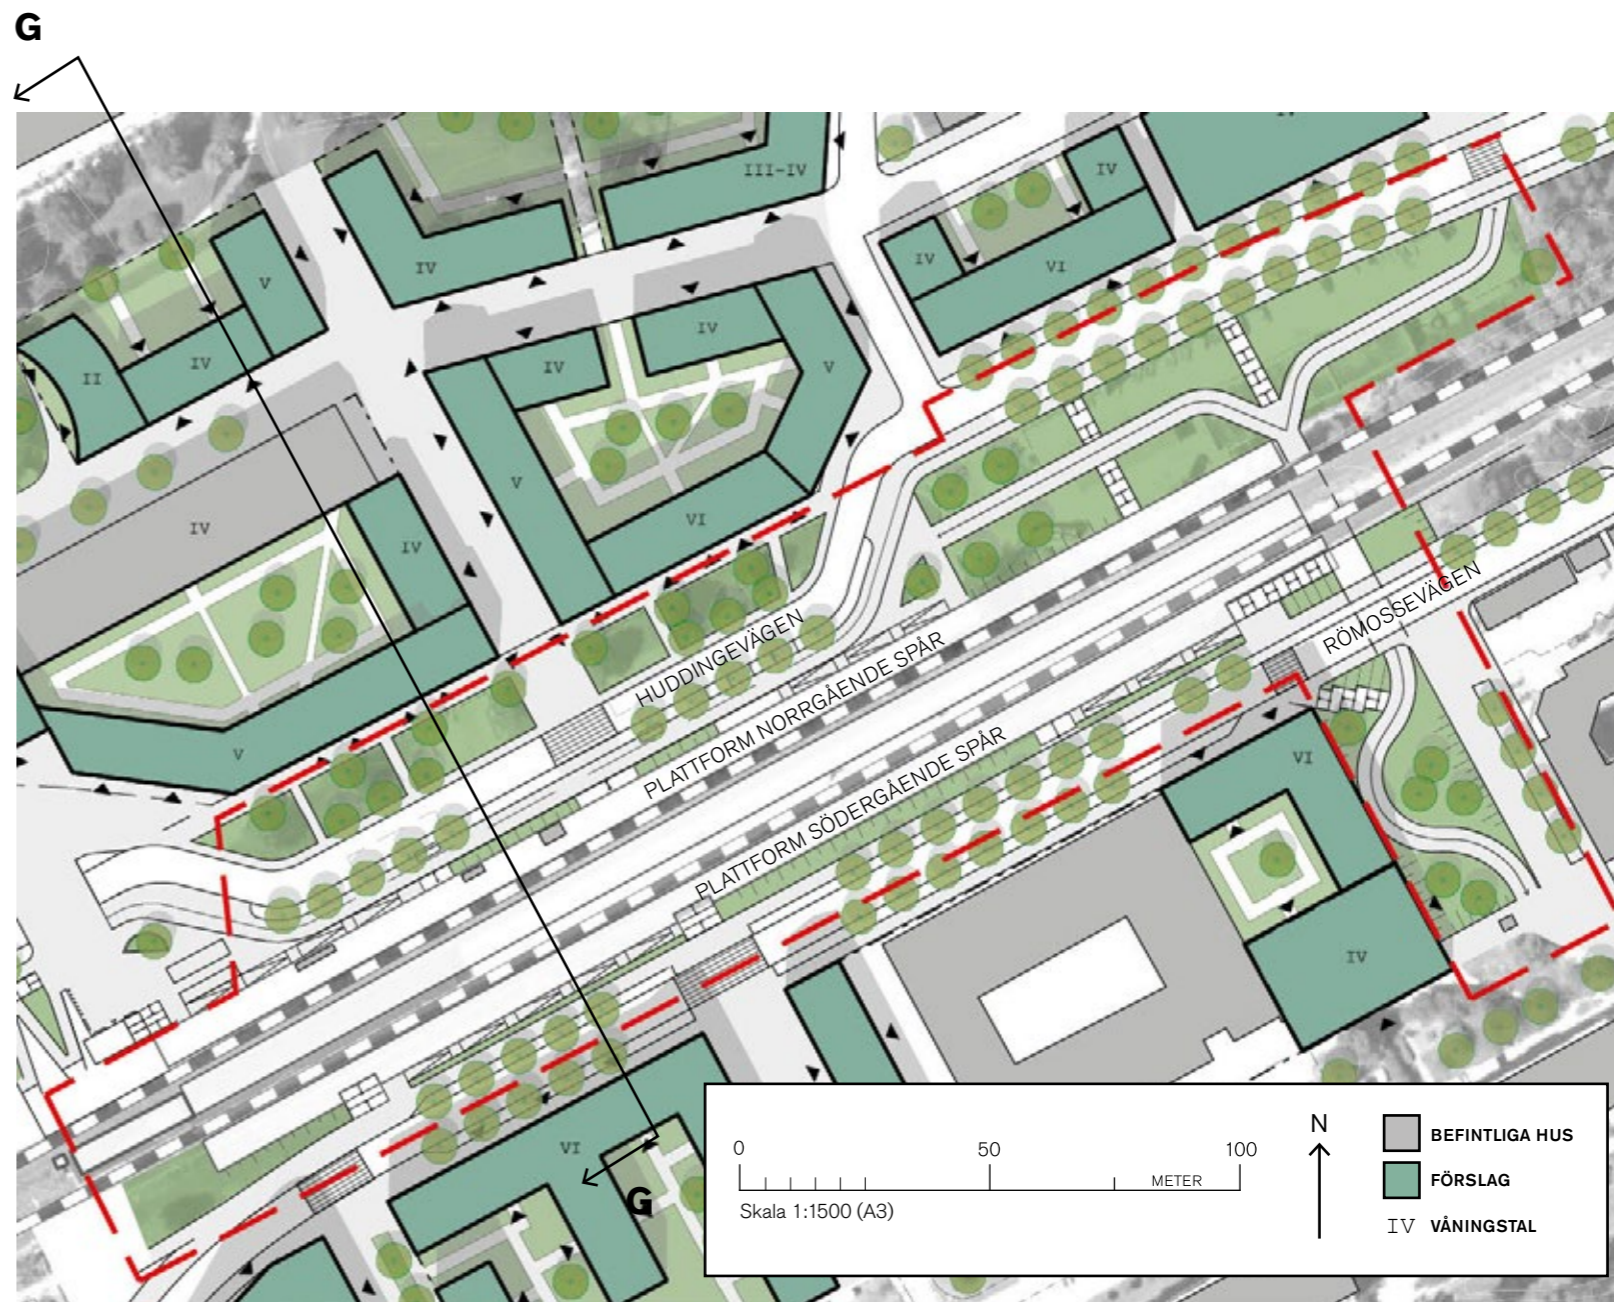 G
III-IV
IV
IV
V
IV
VI
IV
IV
II
IV
IV
V
V
IV
IV
VI
V
HUDDINGEVÄGEN
PLATTFORM NORRGÅENDE SPÅR
PLATTFORM SÖDERGÅENDE SPÅR
RÖMOSSEVÄGEN
VI
IV
VI
G
0 50 100
METER
Skala 1:1500 (A3)
N
BEFINTLIGA HUS
FÖRSLAG
IV VÅNINGSTAL